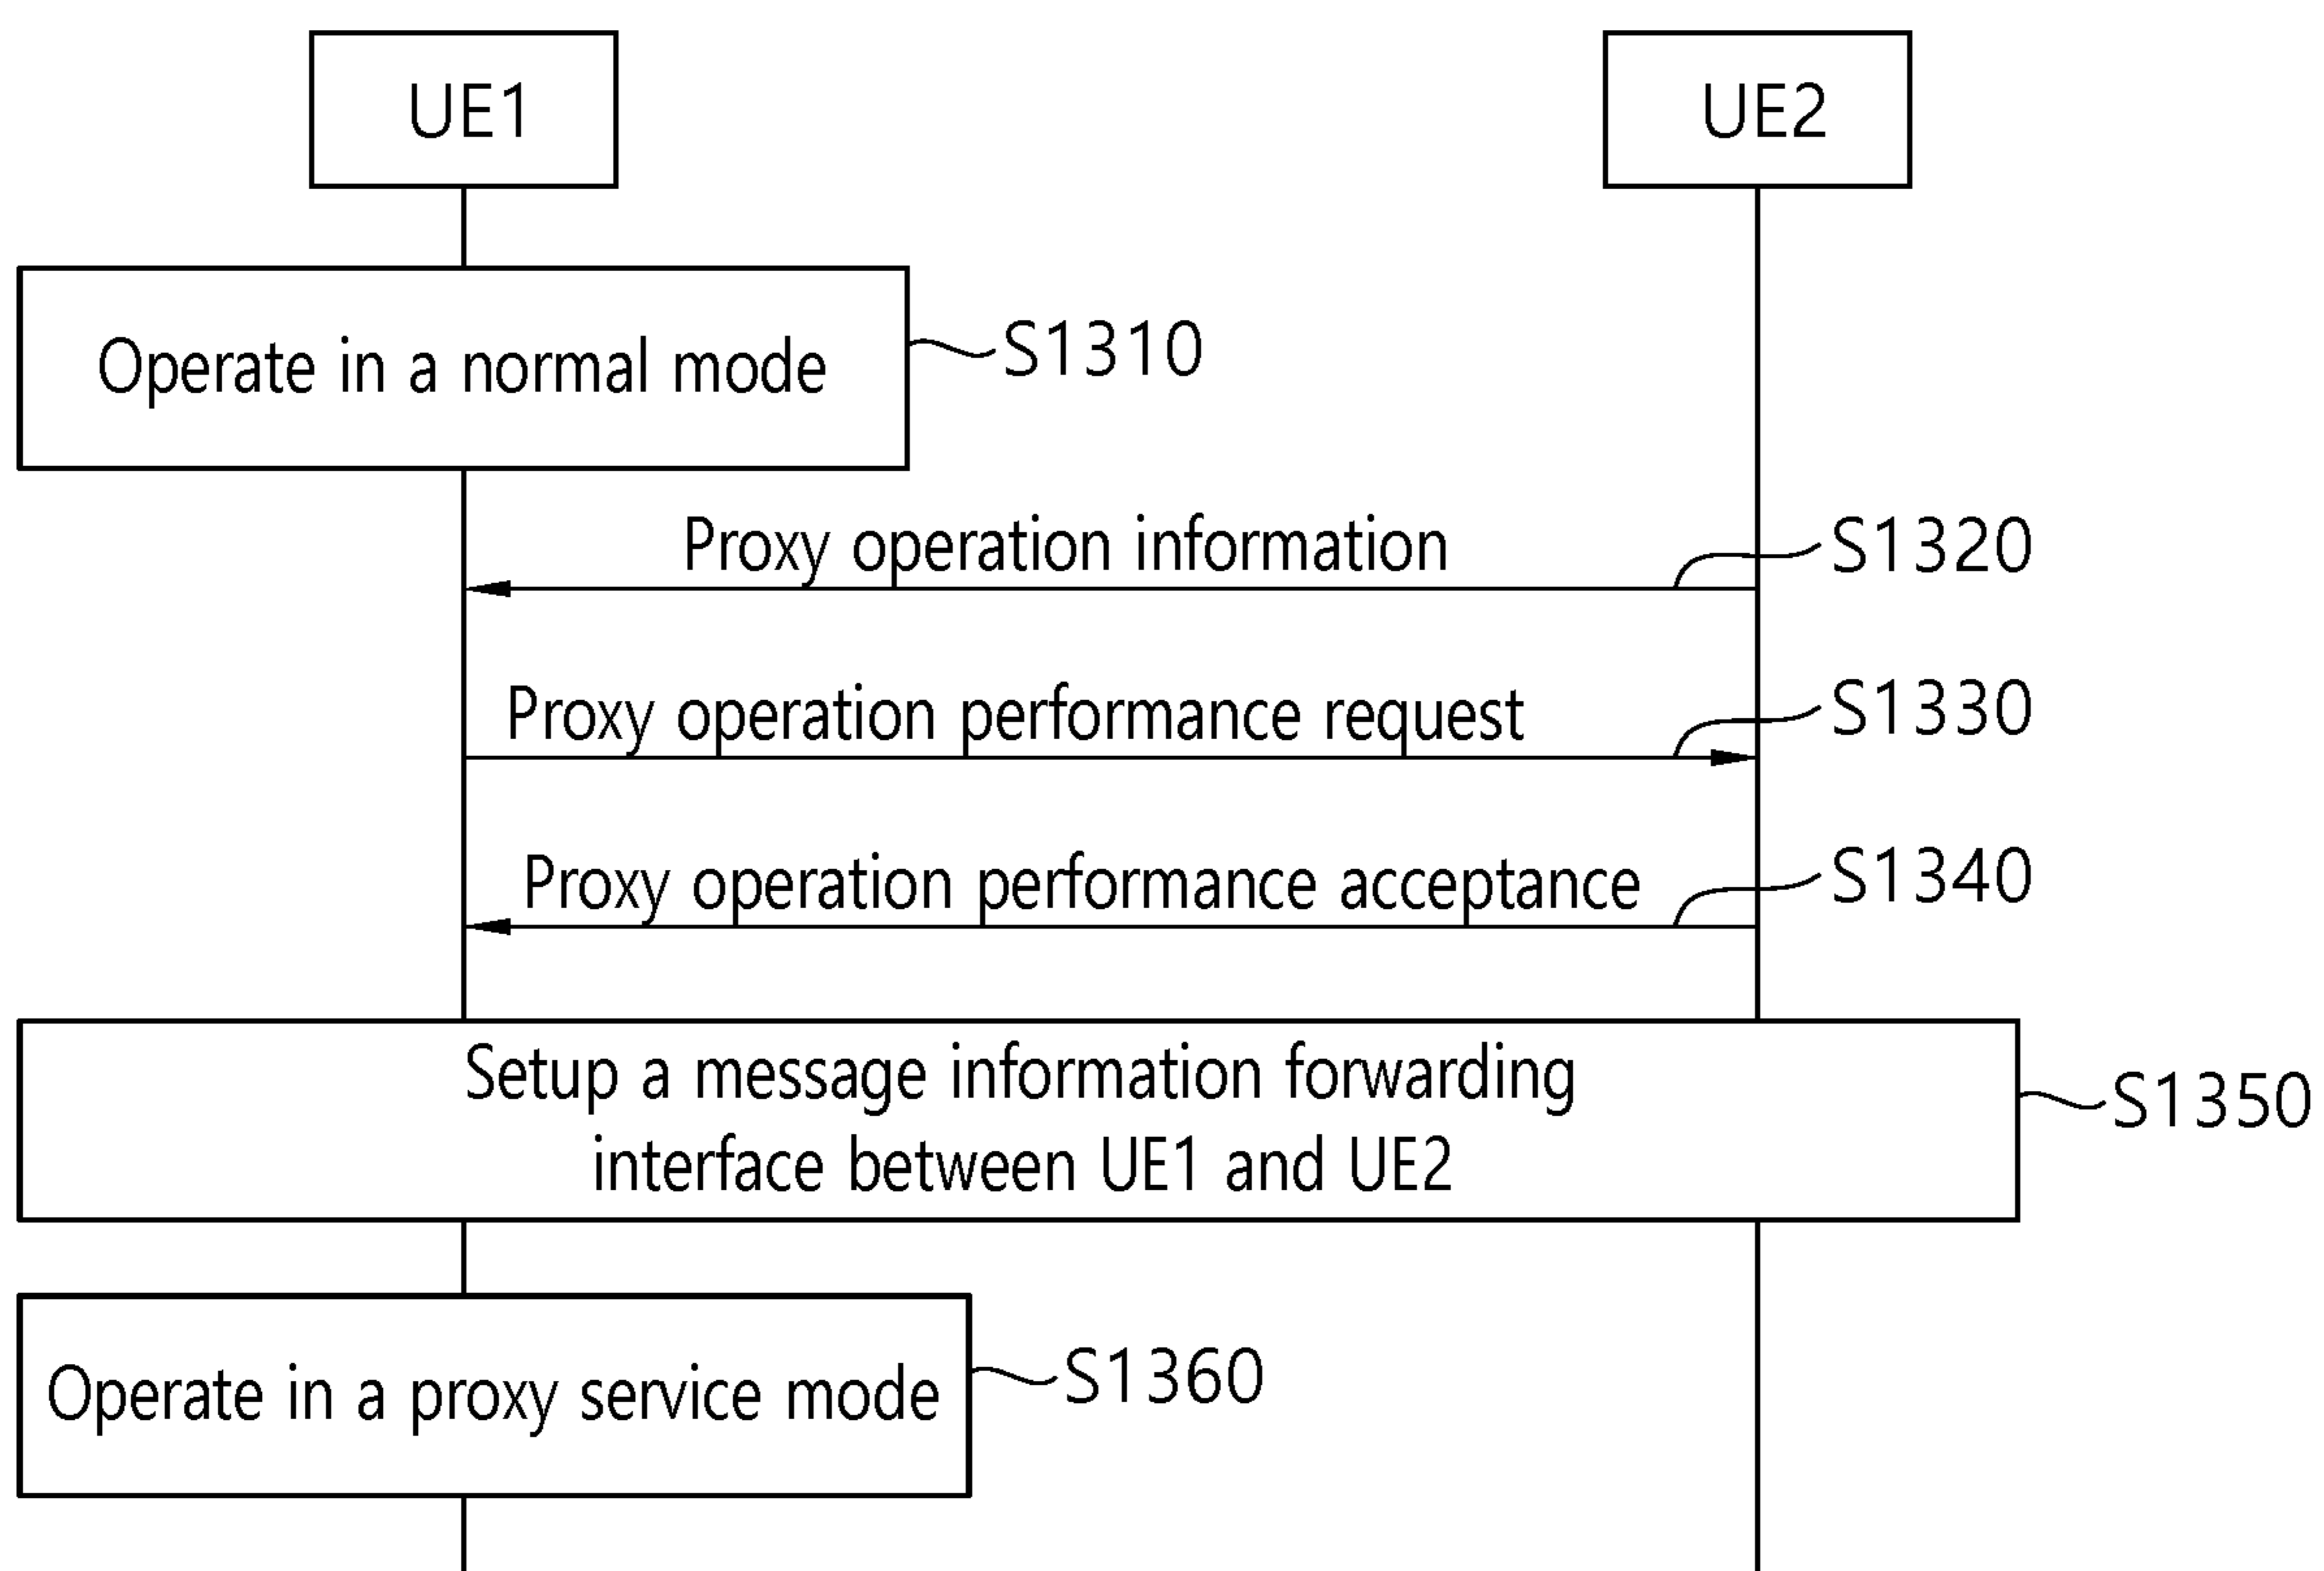 UE1
UE2
Operate in a normal mode
S1310
Proxy operation information
S1320
Proxy operation performance request
S1330
Proxy operation performance acceptance
S1340
Setup a message information forwarding
interface between UE1 and UE2
S1350
Operate in a proxy service mode
S1360